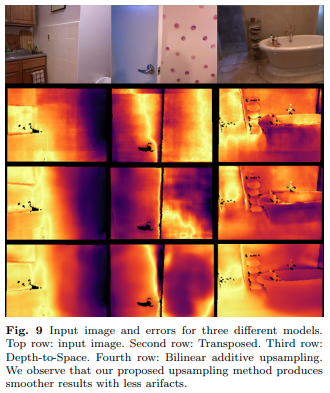 Fig. 9 Input image and errors for three different models.
Top row: input image. Second row: Transposed. Third row:
Depth-to-Space. Fourth row: Bilinear additive upsampling.
We observe that our proposed upsampling method produces
smoother results with less arifacts.